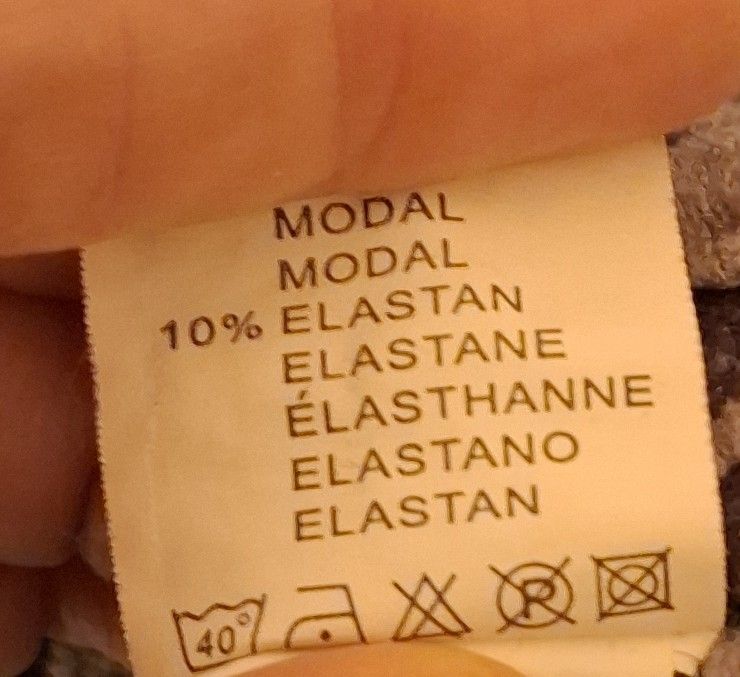 MODAL
MODAL
10% ELASTAN
ELASTANE
ÉLASTHANNE
ELASTANO
ELASTAN
40° P